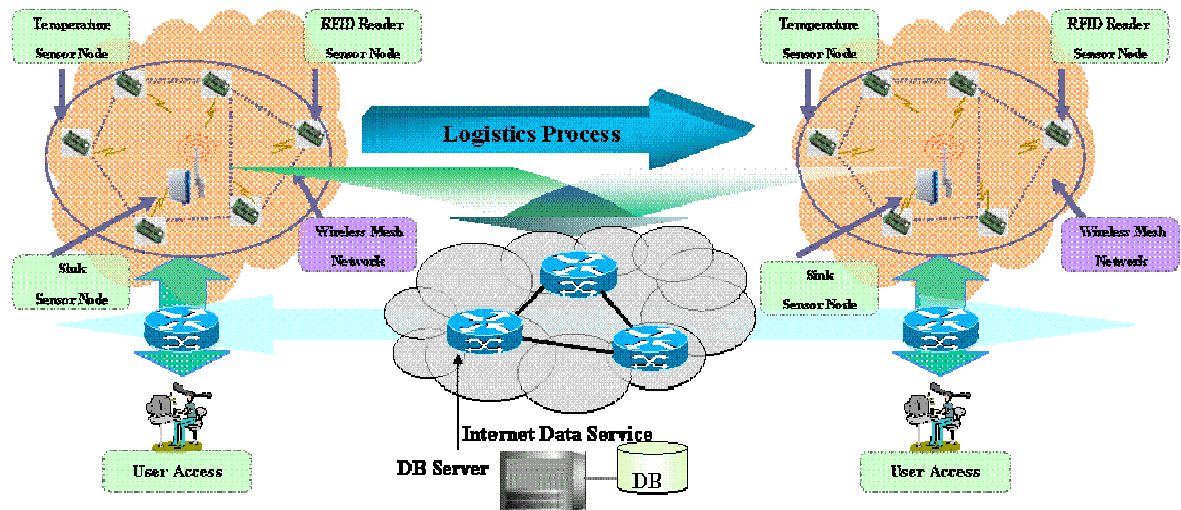 Temperature
Sensor Node
RFID Reader
Sensor Node
Temperature
Sensor Node
RFID Reader
Sensor Node
Logistics Process
Wireless Mesh
Network
Wireless Mesh
Network
Sink
Sensor Node
Sink
Sensor Node
Internet Data Service
DB Server
DB
User Access
User Access